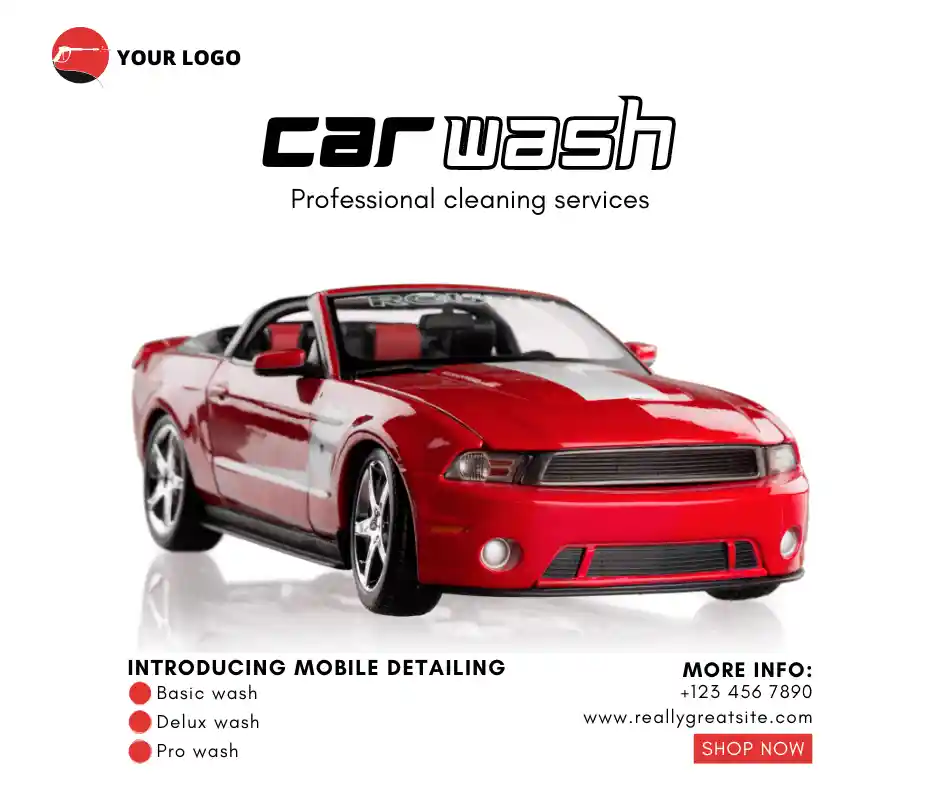 YOUR LOGO
car wash
Professional cleaning services
INTRODUCING MOBILE DETAILING
Basic wash
Delux wash
Pro wash
MORE INFO:
+123 456 7890
www.reallygreatsite.com
SHOP NOW